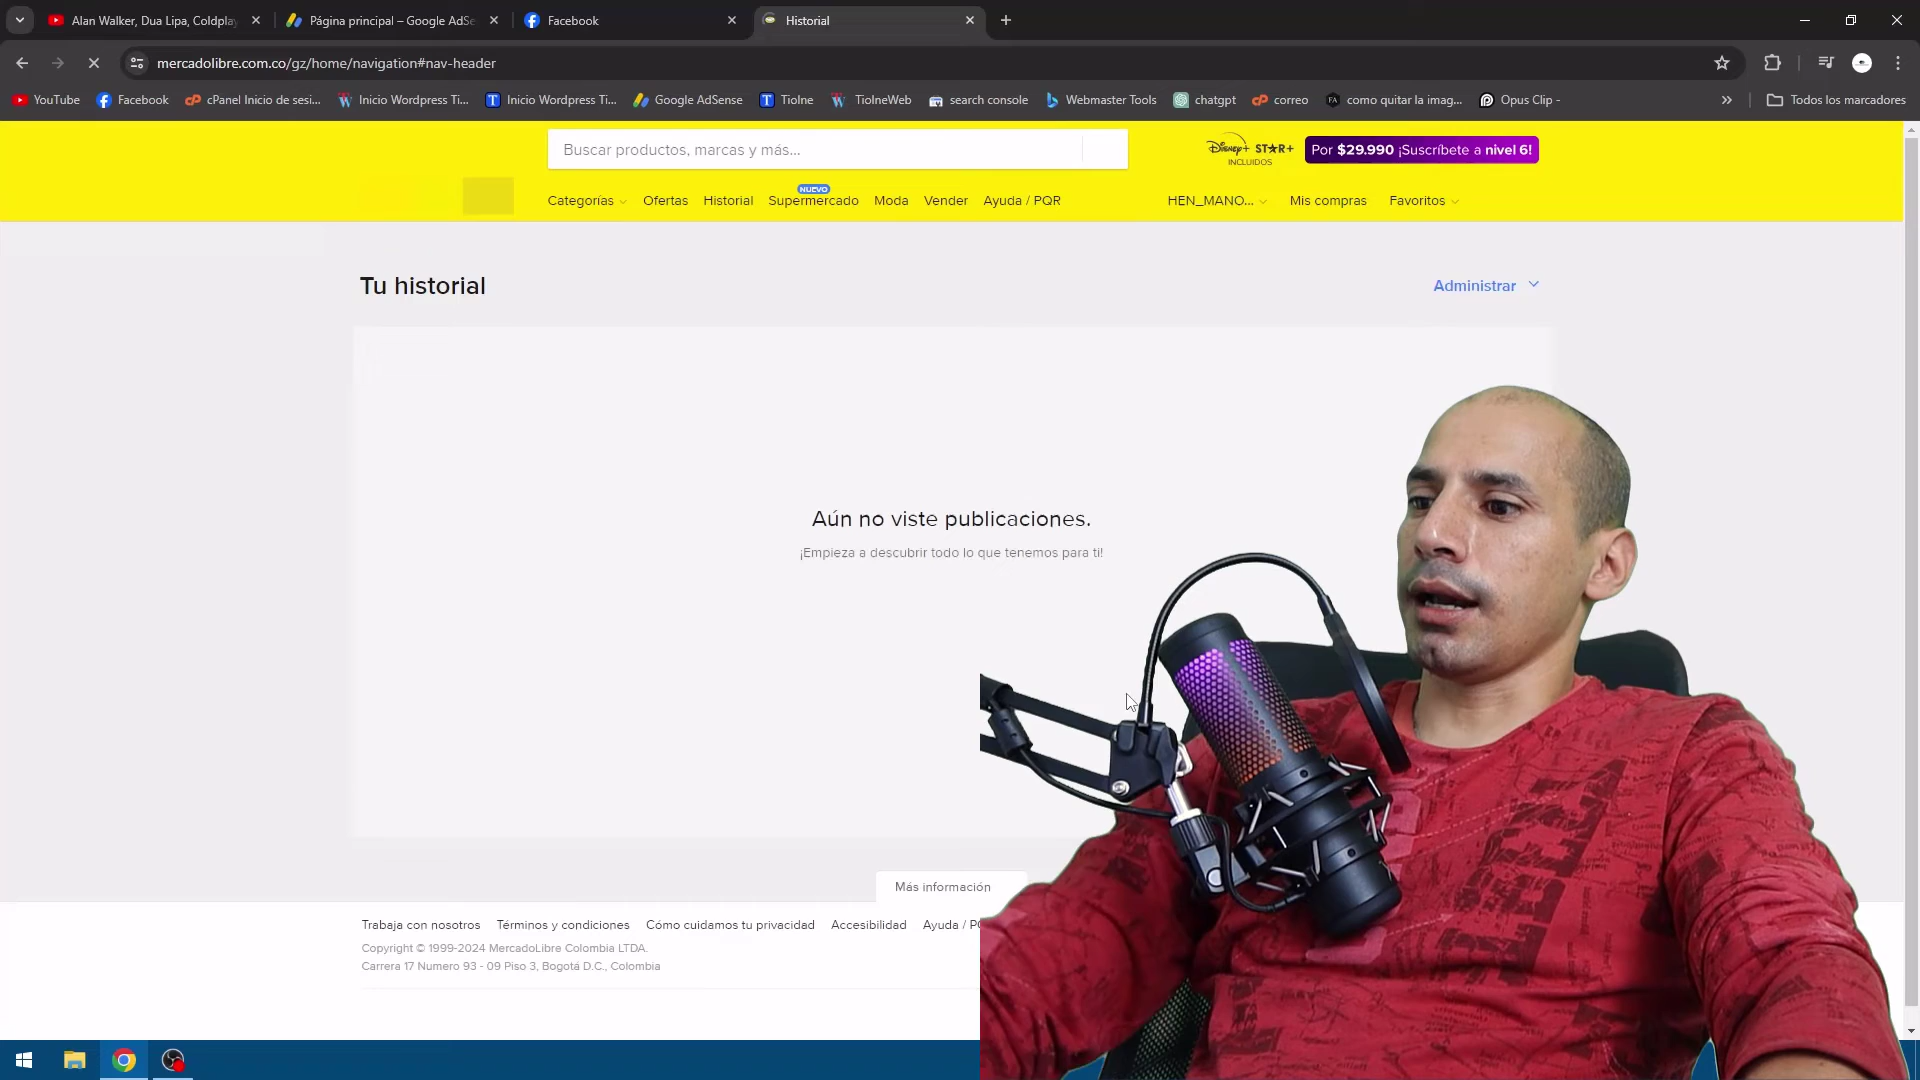 Alan Walker, Dua Lipa, Coldplay
Página principal – Google AdSe
Facebook
Historial
mercadolibre.com.co/gz/home/navigation#nav-header
YouTube
Facebook
cPanel Inicio de sesi...
Inicio Wordpress Ti...
Inicio Wordpress Ti...
Google AdSense
TioIne
TioIneWeb
search console
Webmaster Tools
chatgpt
correo
como quitar la imag...
Opus Clip -
Todos los marcadores
Buscar productos, marcas y más...
Disney+ STAR+
INCLUIDOS
Por $29.990 ¡Suscríbete a nivel 6!
NUEVO
Categorías Ofertas Historial Supermercado Moda Vender Ayuda / PQR
HEN_MANO... Mis compras Favoritos
Tu historial
Administrar
Aún no viste publicaciones.
¡Empieza a descubrir todo lo que tenemos para ti!
Más información
Trabaja con nosotros Términos y condiciones Cómo cuidamos tu privacidad Accesibilidad Ayuda / PQ
Copyright © 1999-2024 MercadoLibre Colombia LTDA.
Carrera 17 Numero 93 - 09 Piso 3, Bogotá D.C., Colombia